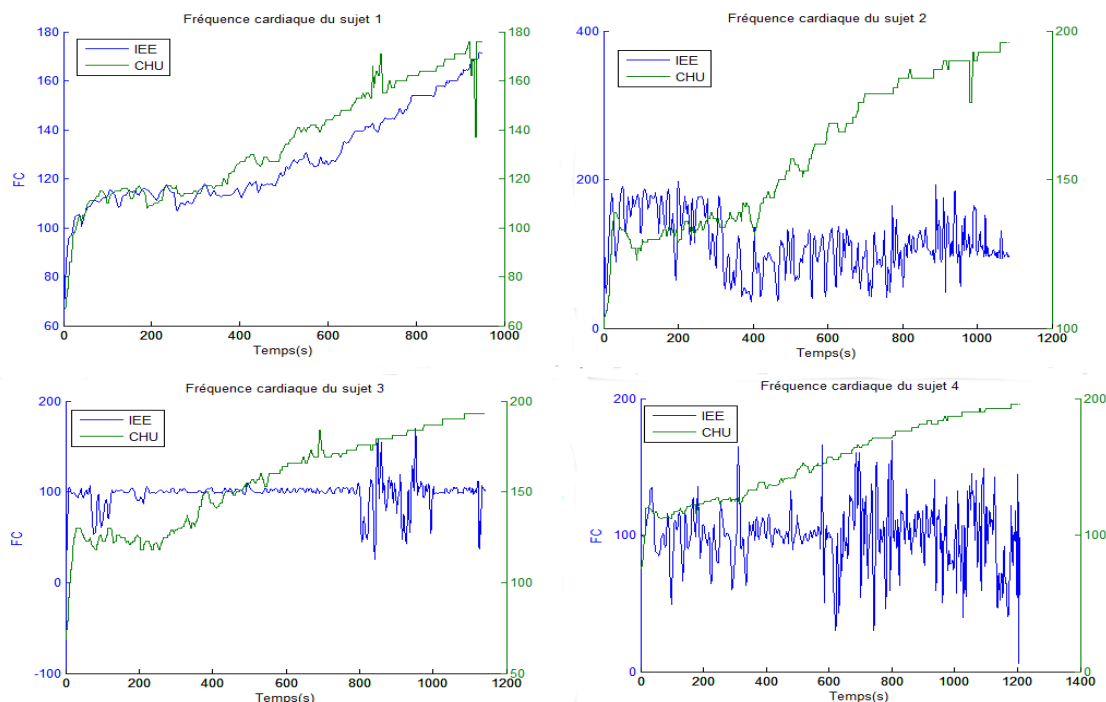 Fréquence cardiaque du sujet 1
180 180
IEE
CHU
160 160
140 140
FC
120 120
100 100
80 80
60 60
0 200 400 600 800 1000
Temps(s)
Fréquence cardiaque du sujet 2
400 200
IEE
CHU
200 150
0 100
0 200 400 600 800 1000 1200
Temps(s)
Fréquence cardiaque du sujet 3
200 200
IEE
CHU
100 150
FC
0 100
-100 50
0 200 400 600 800 1000 1200
Temps(s)
Fréquence cardiaque du sujet 4
200 200
IEE
CHU
FC
100 100
0 0
0 200 400 600 800 1000 1200 1400
Temps(s)